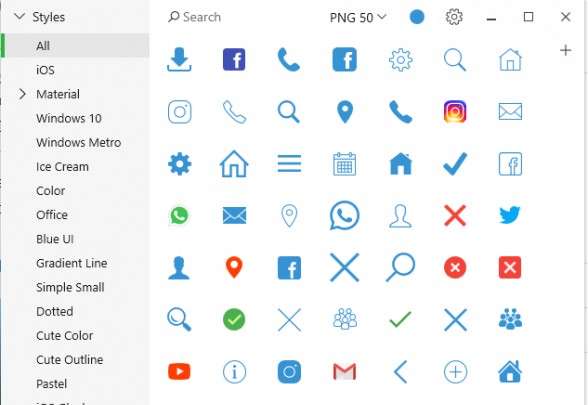 Styles
Search
PNG 50
All
iOS
Material
Windows 10
Windows Metro
Ice Cream
Color
Office
Blue UI
Gradient Line
Simple Small
Dotted
Cute Color
Cute Outline
Pastel